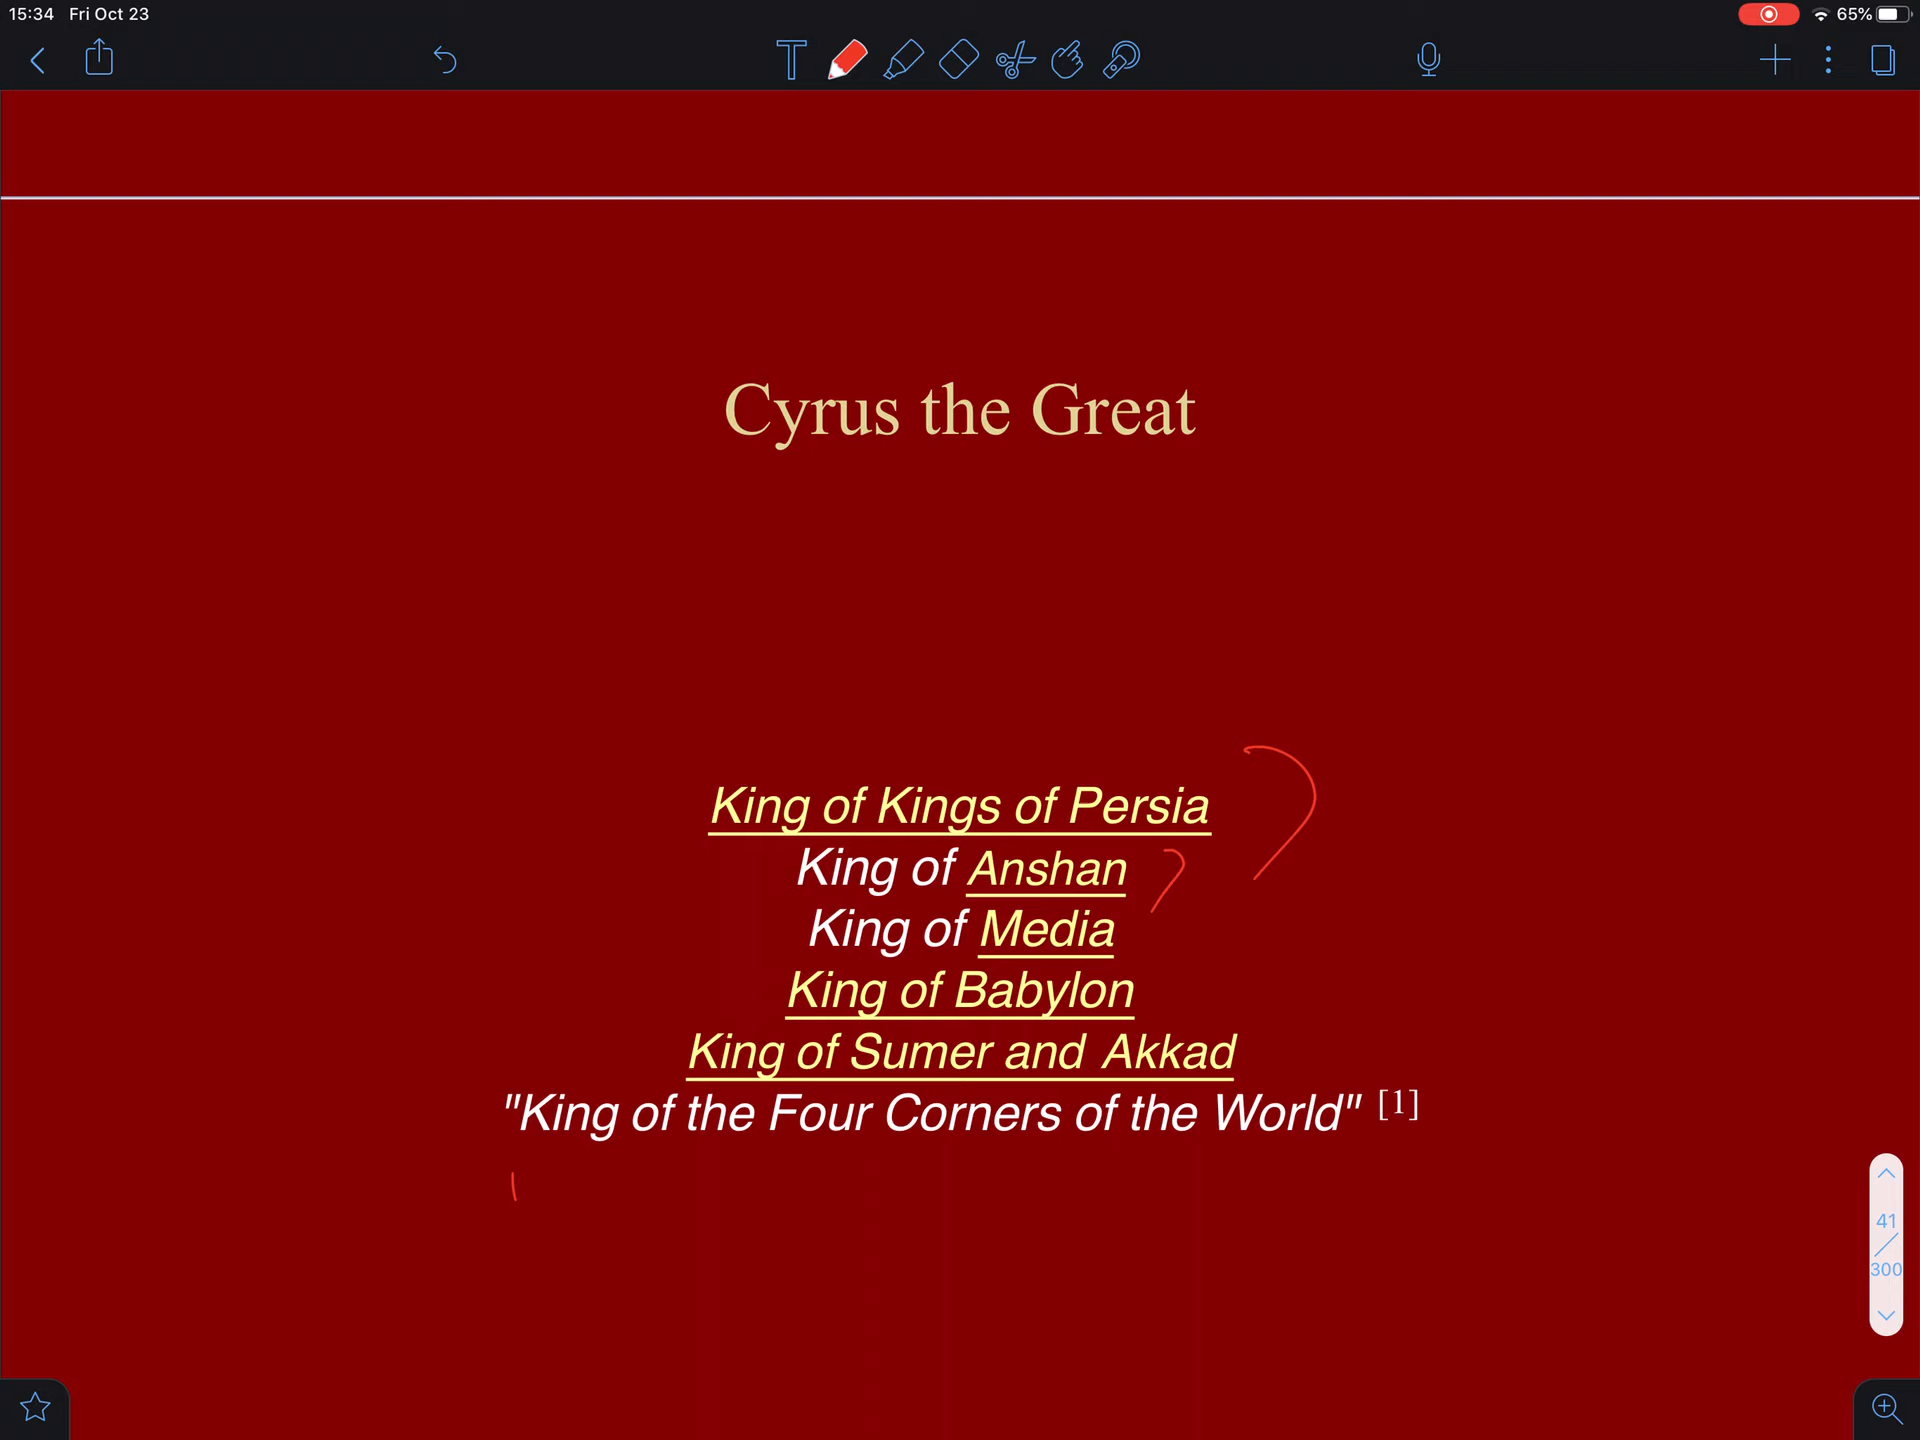 15:34 Fri Oct 23
65%
T
Cyrus the Great
King of Kings of Persia
King of Anshan
King of Media
King of Babylon
King of Sumer and Akkad
"King of the Four Corners of the World" [1]
41
300